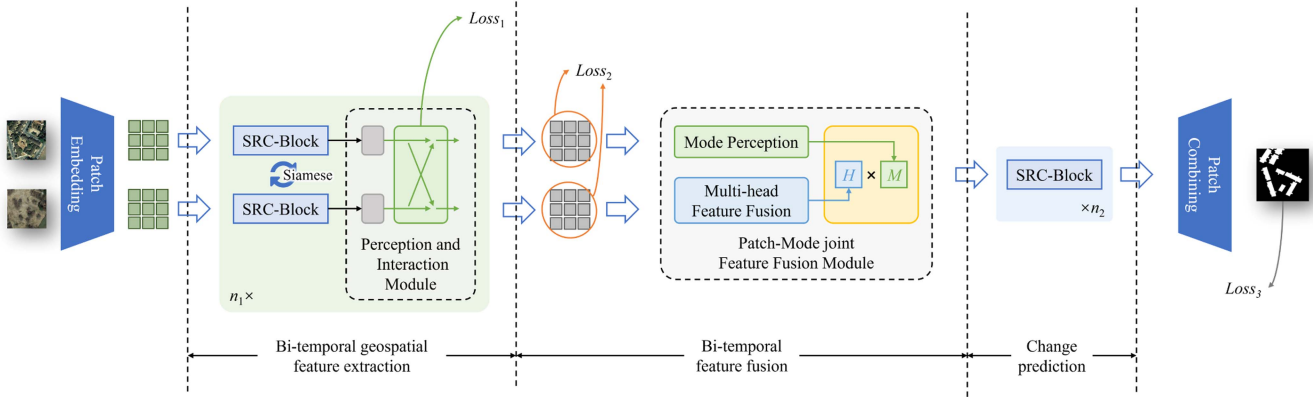 Patch
Embedding
Loss1
SRC-Block
Siamese
SRC-Block
Perception and
Interaction
Module
n1×
Loss2
Mode Perception
Multi-head
Feature Fusion
H × M
Patch-Mode joint
Feature Fusion Module
SRC-Block
×n2
Patch
Combining
Loss3
Bi-temporal geospatial
feature extraction
Bi-temporal
feature fusion
Change
prediction